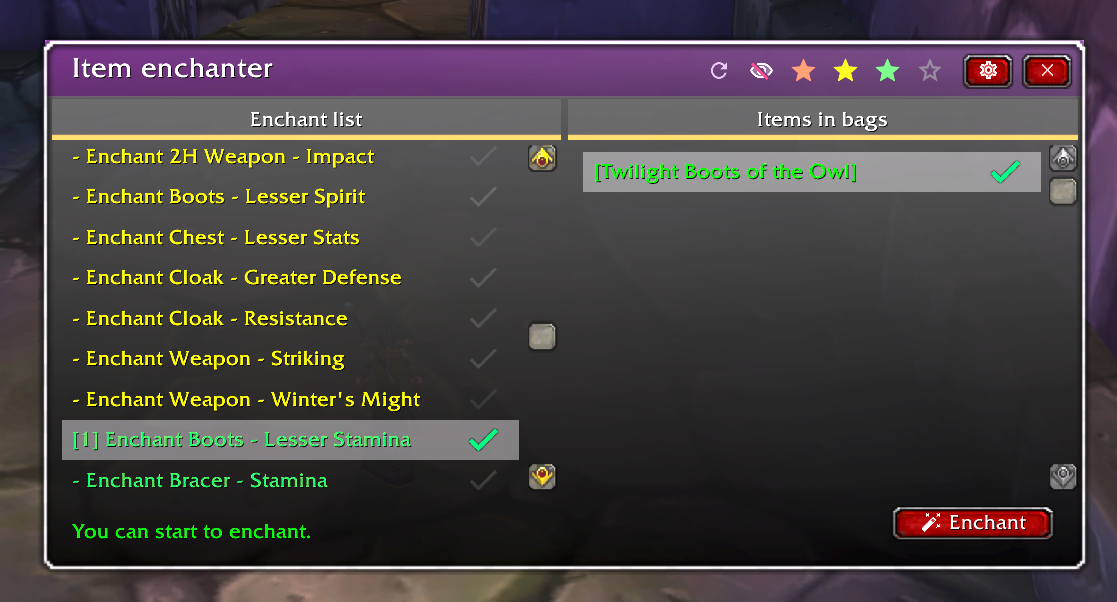 Item enchanter
Enchant list
Items in bags
- Enchant 2H Weapon - Impact
- Enchant Boots - Lesser Spirit
- Enchant Chest - Lesser Stats
- Enchant Cloak - Greater Defense
- Enchant Cloak - Resistance
- Enchant Weapon - Striking
- Enchant Weapon - Winter's Might
[1] Enchant Boots - Lesser Stamina
- Enchant Bracer - Stamina
You can start to enchant.
[Twilight Boots of the Owl]
Enchant